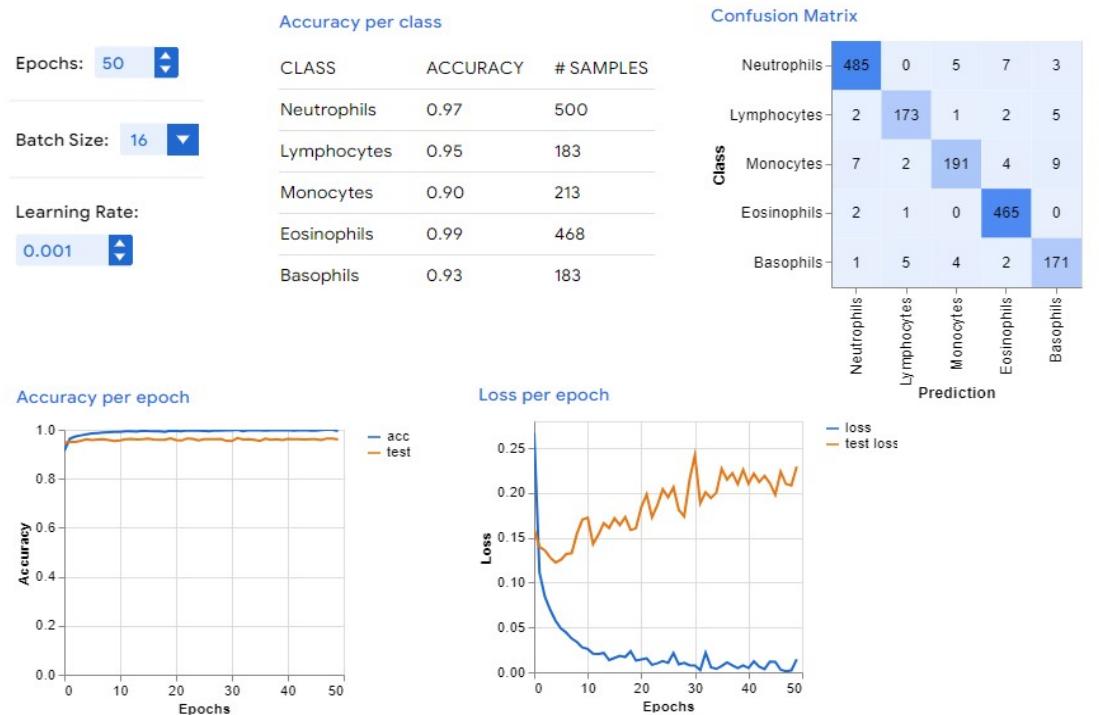 Epochs: 50
Batch Size: 16
Learning Rate:
0.001
Accuracy per class
CLASS ACCURACY # SAMPLES
Neutrophils 0.97 500
Lymphocytes 0.95 183
Monocytes 0.90 213
Eosinophils 0.99 468
Basophils 0.93 183
Confusion Matrix
Class
Neutrophils 485 0 5 7 3
Lymphocytes 2 173 1 2 5
Monocytes 7 2 191 4 9
Eosinophils 2 1 0 465 0
Basophils 1 5 4 2 171
Neutrophils Lymphocytes Monocytes Eosinophils Basophils
Prediction
Accuracy per epoch
1.0
0.8
0.6
0.4
0.2
0.0
Accuracy
0 10 20 30 40 50
Epochs
acc
test
Loss per epoch
0.25
0.20
0.15
0.10
0.05
0.00
Loss
0 10 20 30 40 50
Epochs
loss
test loss